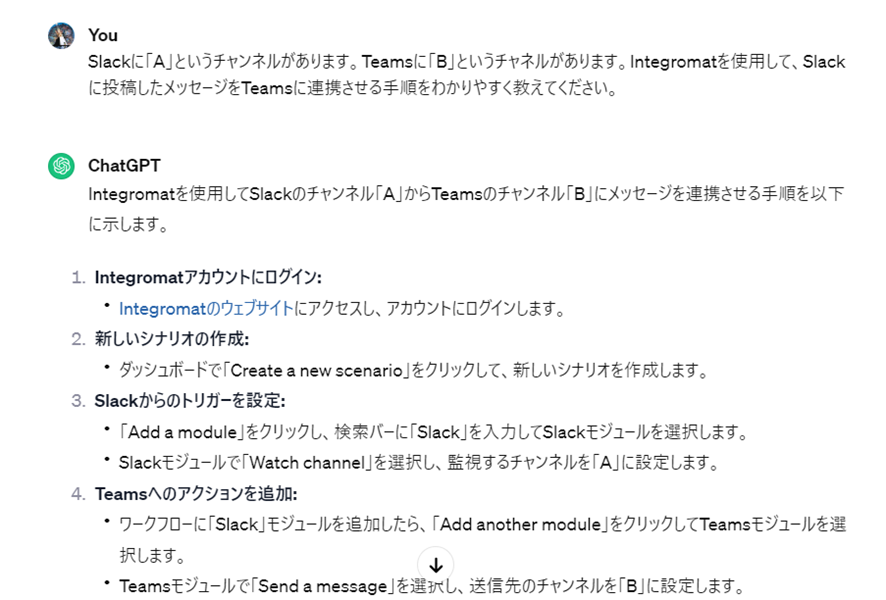 You
Slackに「A」というチャンネルがあります。Teamsに「B」というチャネルがあります。Integromatを使用して、Slack
に投稿したメッセージをTeamsに連携させる手順をわかりやすく教えてください。
ChatGPT
Integromatを使用してSlackのチャンネル「A」からTeamsのチャンネル「B」にメッセージを連携させる手順を以下
に示します。
1. Integromatアカウントにログイン:
• Integromatのウェブサイトにアクセスし、アカウントにログインします。
2. 新しいシナリオの作成:
• ダッシュボードで「Create a new scenario」をクリックして、新しいシナリオを作成します。
3. Slackからのトリガーを設定:
• 「Add a module」をクリックし、検索バーに「Slack」を入力してSlackモジュールを選択します。
• Slackモジュールで「Watch channel」を選択し、監視するチャンネルを「A」に設定します。
4. Teamsへのアクションを追加:
• ワークフローに「Slack」モジュールを追加したら、「Add another module」をクリックしてTeamsモジュールを選
択します。
• Teamsモジュールで「Send a message」を選択し、送信先のチャンネルを「B」に設定します。